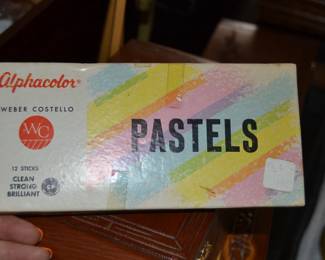 Alphacolor
WEBER COSTELLO
WC
PASTELS
12 STICKS
CLEAN
STRONG
BRILLIANT